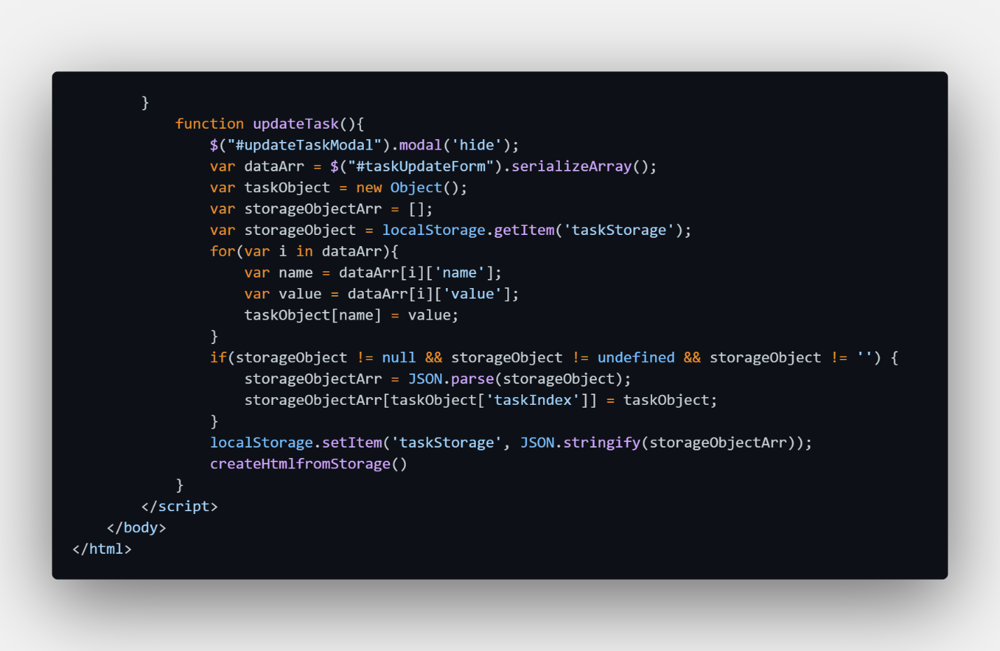 }
function updateTask(){
$("#updateTaskModal").modal('hide');
var dataArr = $("#taskUpdateForm").serializeArray();
var taskObject = new Object();
var storageObjectArr = [];
var storageObject = localStorage.getItem('taskStorage');
for(var i in dataArr){
var name = dataArr[i]['name'];
var value = dataArr[i]['value'];
taskObject[name] = value;
}
if(storageObject != null && storageObject != undefined && storageObject != '') {
storageObjectArr = JSON.parse(storageObject);
storageObjectArr[taskObject['taskIndex']] = taskObject;
}
localStorage.setItem('taskStorage', JSON.stringify(storageObjectArr));
createHtmlfromStorage()
}
</script>
</body>
</html>